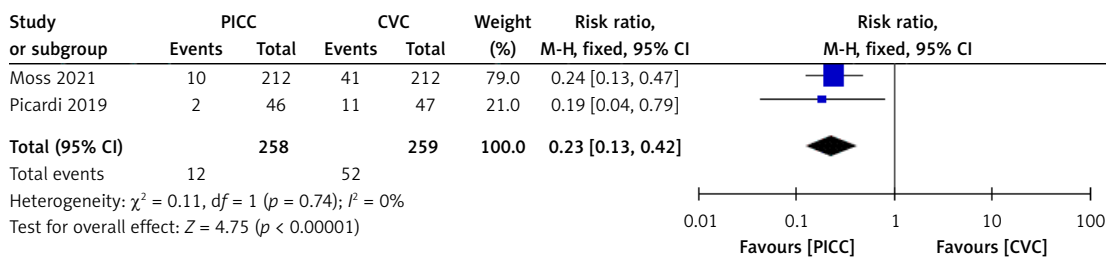 Study PICC CVC Weight Risk ratio, Risk ratio,
or subgroup Events Total Events Total (%) M-H, fixed, 95% CI M-H, fixed, 95% CI
Moss 2021 10 212 41 212 79.0 0.24 [0.13, 0.47]
Picardi 2019 2 46 11 47 21.0 0.19 [0.04, 0.79]
Total (95% CI) 258 259 100.0 0.23 [0.13, 0.42]
Total events 12 52
Heterogeneity: χ² = 0.11, df = 1 (p = 0.74); I² = 0%
Test for overall effect: Z = 4.75 (p < 0.00001)
0.01 0.1 1 10 100
Favours [PICC] Favours [CVC]